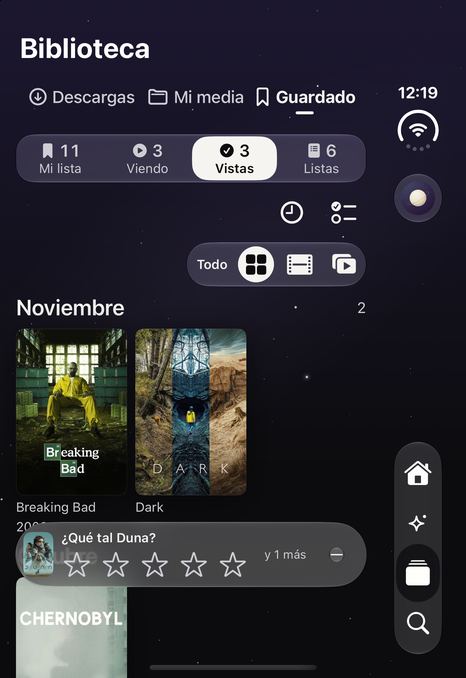 Biblioteca
Descargas
Mi media
Guardado
12:19
11
Mi lista
3
Viendo
3
Vistas
6
Listas
Todo
Noviembre
2
Breaking
Bad
DARK
Breaking Bad
Dark
¿Qué tal Duna?
y 1 más
CHERNOBYL